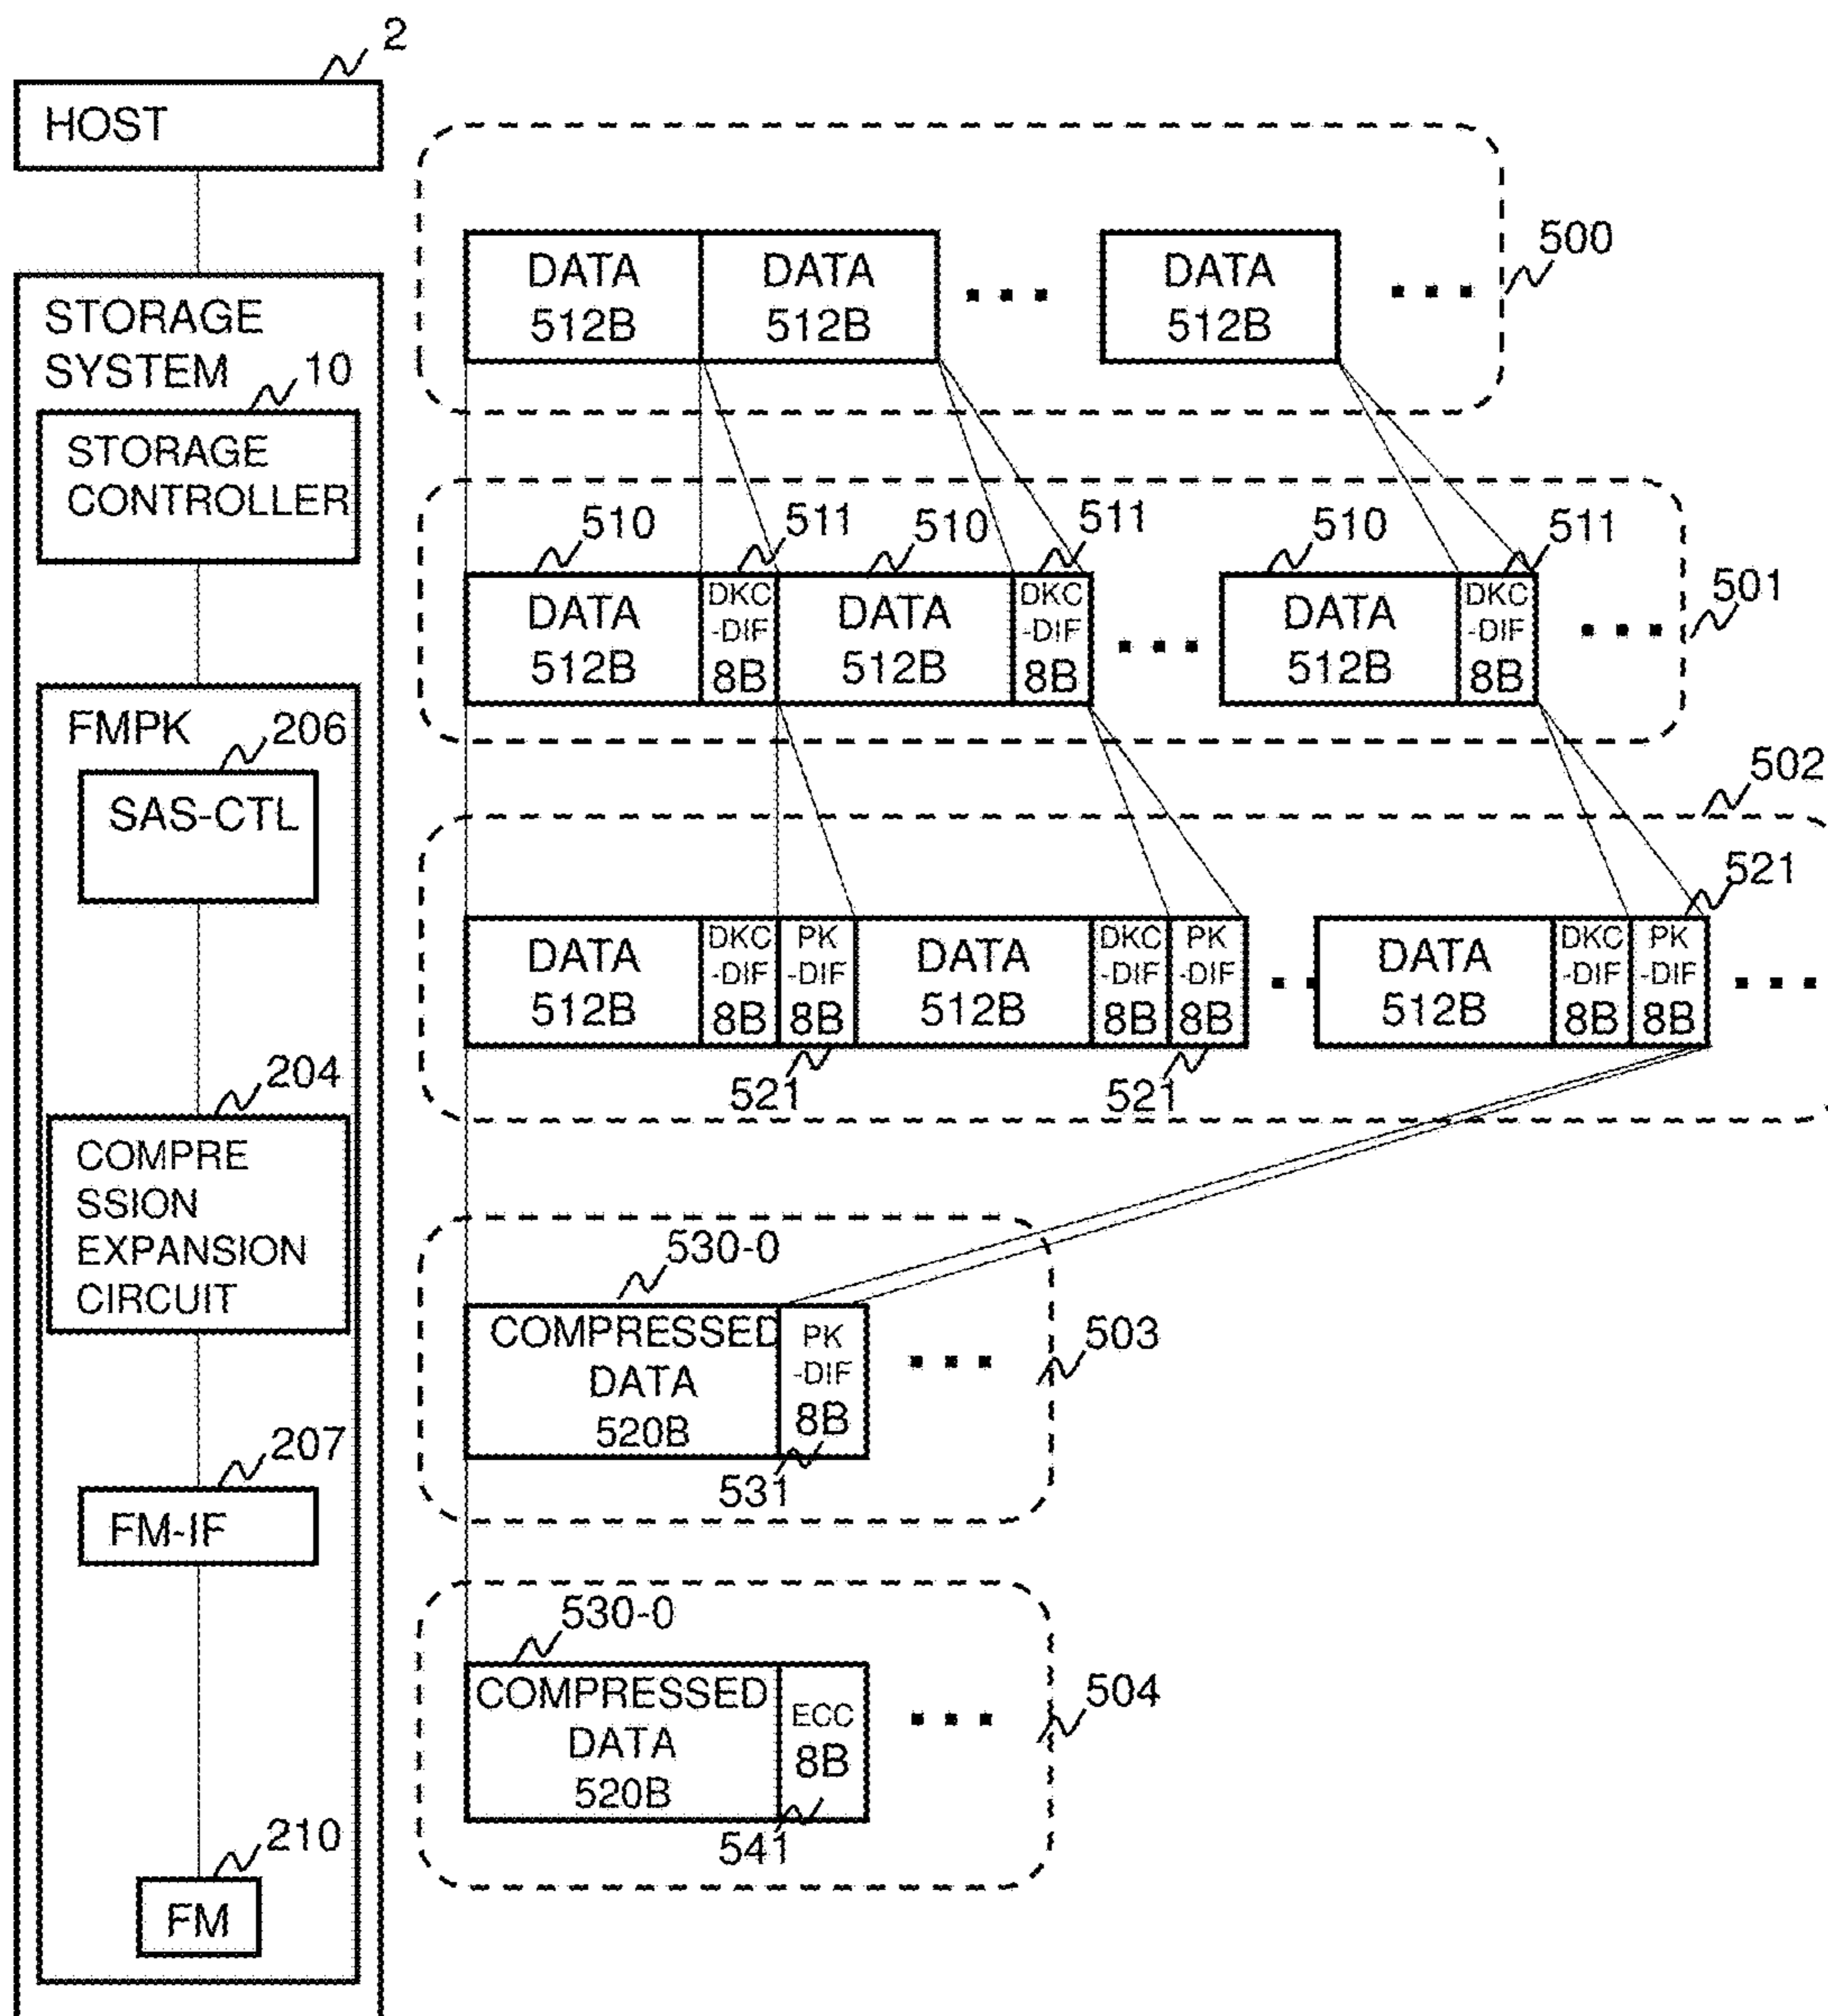 2
HOST
STORAGE
SYSTEM
10
STORAGE
CONTROLLER
FMPK
206
SAS-CTL
204
COMPRE
SSION
EXPANSION
CIRCUIT
207
FM-IF
210
FM
500
DATA
512B
DATA
512B
...
DATA
512B
...
501
510
511
510
511
510
511
DATA
512B
DKC
-DIF
8B
DATA
512B
DKC
-DIF
8B
...
DATA
512B
DKC
-DIF
8B
...
502
521
DATA
512B
DKC
-DIF
8B
PK
-DIF
8B
DATA
512B
DKC
-DIF
8B
PK
-DIF
8B
..
DATA
512B
DKC
-DIF
8B
PK
-DIF
8B
...
521
521
530-0
503
COMPRESSED
DATA
520B
PK
-DIF
8B
...
531
530-0
504
COMPRESSED
DATA
520B
ECC
8B
...
541